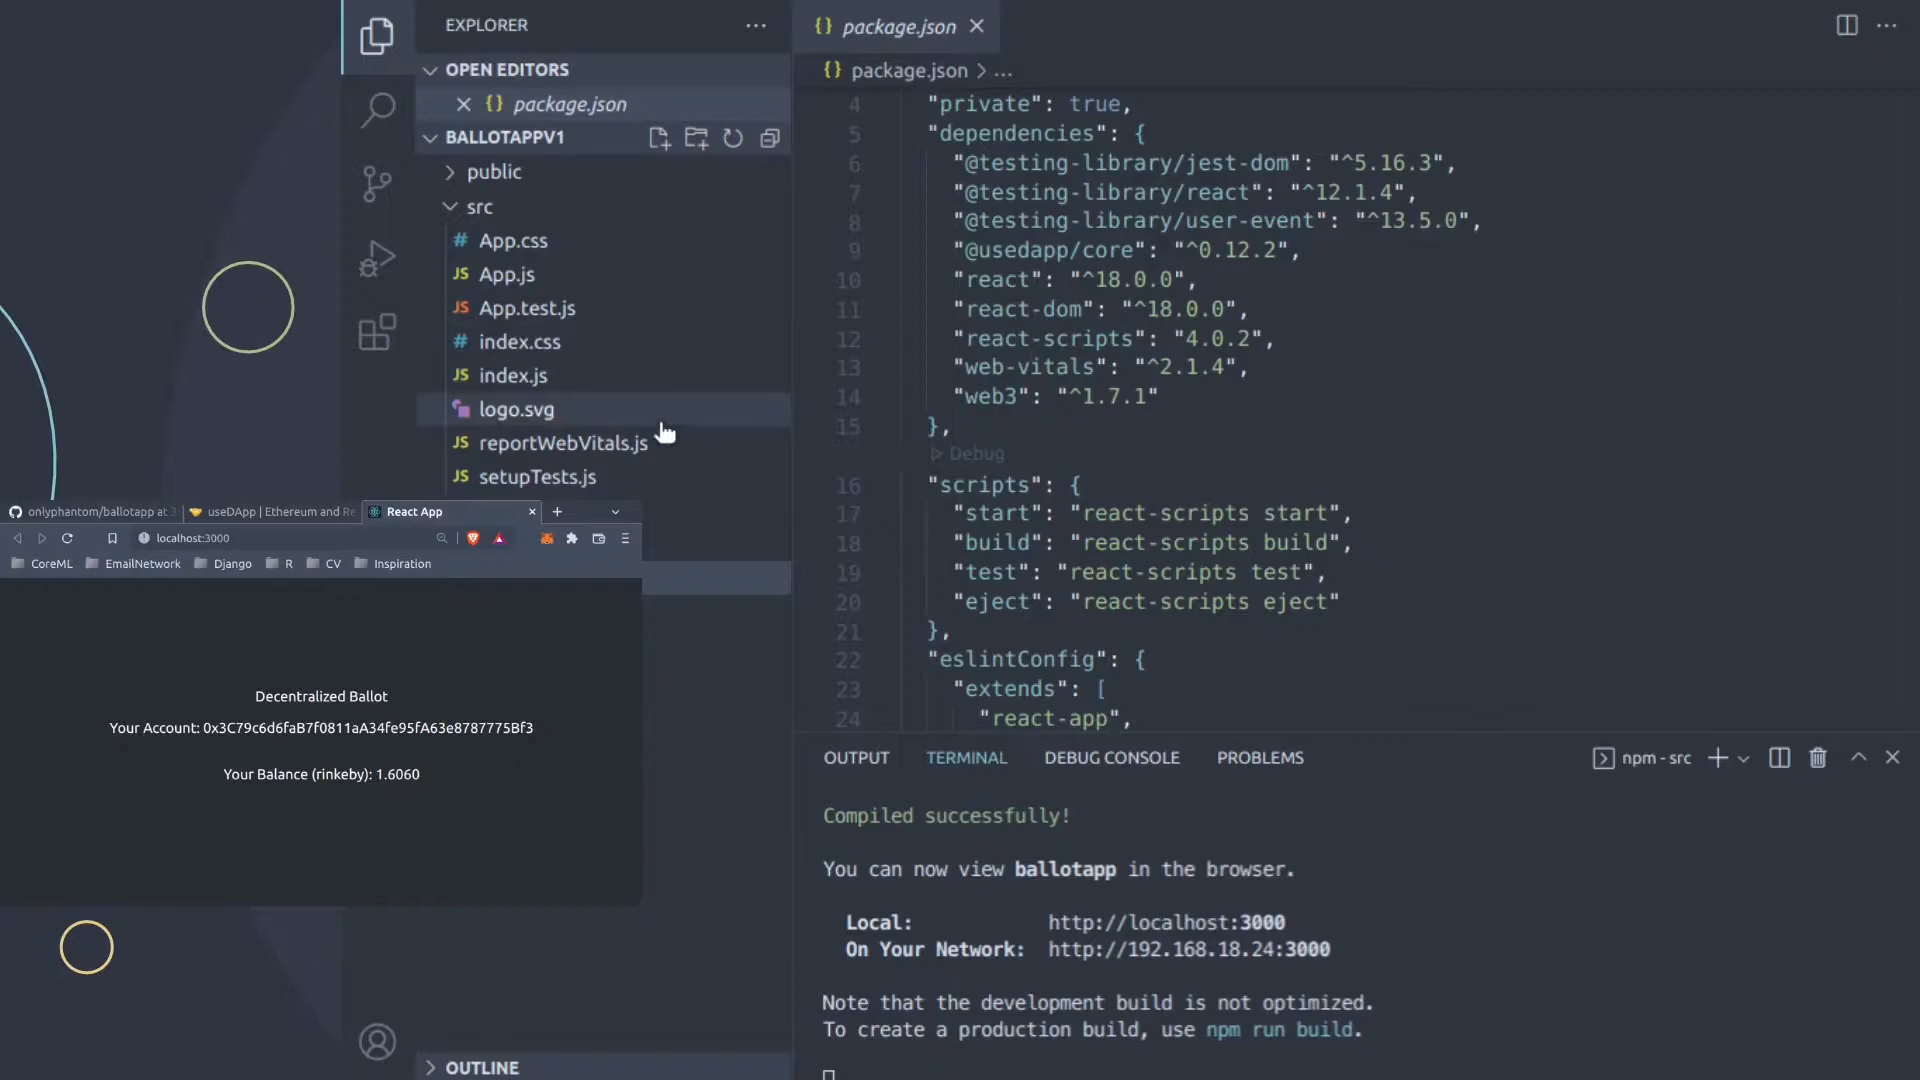 EXPLORER
OPEN EDITORS
package.json
BALLOTAPPV1
public
src
# App.css
JS App.js
JS App.test.js
# index.css
JS index.js
logo.svg
JS reportWebVitals.js
JS setupTests.js
OUTLINE
{} package.json
{} package.json > ...
4 "private": true,
5 "dependencies": {
6 "@testing-library/jest-dom": "^5.16.3",
7 "@testing-library/react": "^12.1.4",
8 "@testing-library/user-event": "^13.5.0",
9 "@usedapp/core": "^0.12.2",
10 "react": "^18.0.0",
11 "react-dom": "^18.0.0",
12 "react-scripts": "4.0.2",
13 "web-vitals": "^2.1.4",
14 "web3": "^1.7.1"
15 },
Debug
16 "scripts": {
17 "start": "react-scripts start",
18 "build": "react-scripts build",
19 "test": "react-scripts test",
20 "eject": "react-scripts eject"
21 },
22 "eslintConfig": {
23 "extends": [
24 "react-app",
OUTPUT TERMINAL DEBUG CONSOLE PROBLEMS npm - src
Compiled successfully!
You can now view ballotapp in the browser.
Local: http://localhost:3000
On Your Network: http://192.168.18.24:3000
Note that the development build is not optimized.
To create a production build, use npm run build.
onlyphantom/ballotapp at useDApp | Ethereum and Re React App
localhost:3000
CoreML EmailNetwork Django R CV Inspiration
Decentralized Ballot
Your Account: 0x3C79c6d6faB7f0811aA34fe95fA63e8787775Bf3
Your Balance (rinkeby): 1.6060